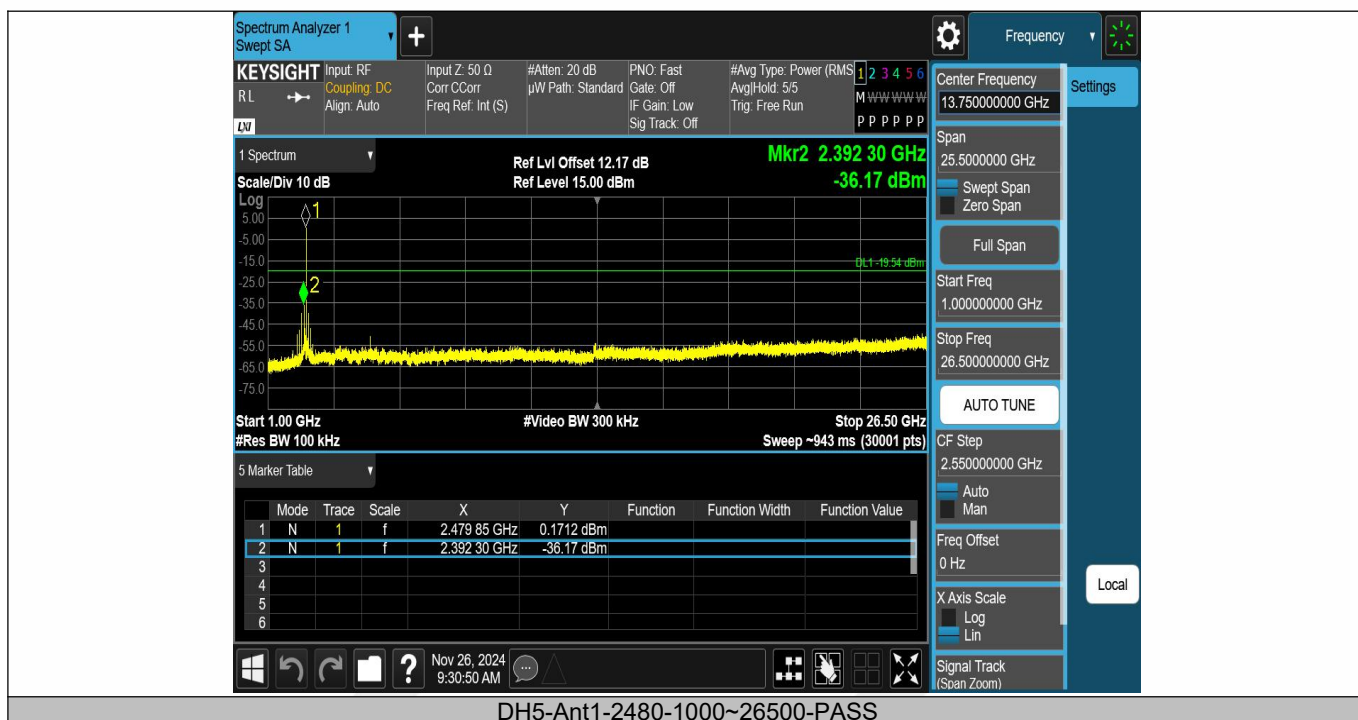 Spectrum Analyzer 1
Swept SA
+
Frequency
KEYSIGHT
RL
LXI
Input: RF
Coupling: DC
Align: Auto
Input Z: 50 Ω
Corr CCorr
Freq Ref: Int (S)
#Atten: 20 dB
µW Path: Standard
PNO: Fast
Gate: Off
IF Gain: Low
Sig Track: Off
#Avg Type: Power (RMS
Avg|Hold: 5/5
Trig: Free Run
1 2 3 4 5 6
M W W W W W
P P P P P P
1 Spectrum
Scale/Div 10 dB
Ref Lvl Offset 12.17 dB
Ref Level 15.00 dBm
Mkr2 2.392 30 GHz
-36.17 dBm
Log
5.00
-5.00
-15.0
-25.0
-35.0
-45.0
-55.0
-65.0
-75.0
1
2
DL1 -19.54 dBm
Start 1.00 GHz
#Video BW 300 kHz
Stop 26.50 GHz
#Res BW 100 kHz
Sweep ~943 ms (30001 pts)
5 Marker Table
Mode Trace Scale X Y Function Function Width Function Value
1 N 1 f 2.479 85 GHz 0.1712 dBm
2 N 1 f 2.392 30 GHz -36.17 dBm
3
4
5
6
Center Frequency
13.750000000 GHz
Settings
Span
25.5000000 GHz
Swept Span
Zero Span
Full Span
Start Freq
1.000000000 GHz
Stop Freq
26.500000000 GHz
AUTO TUNE
CF Step
2.550000000 GHz
Auto
Man
Freq Offset
0 Hz
Local
X Axis Scale
Log
Lin
Signal Track
(Span Zoom)
?
Nov 26, 2024
9:30:50 AM
DH5-Ant1-2480-1000~26500-PASS